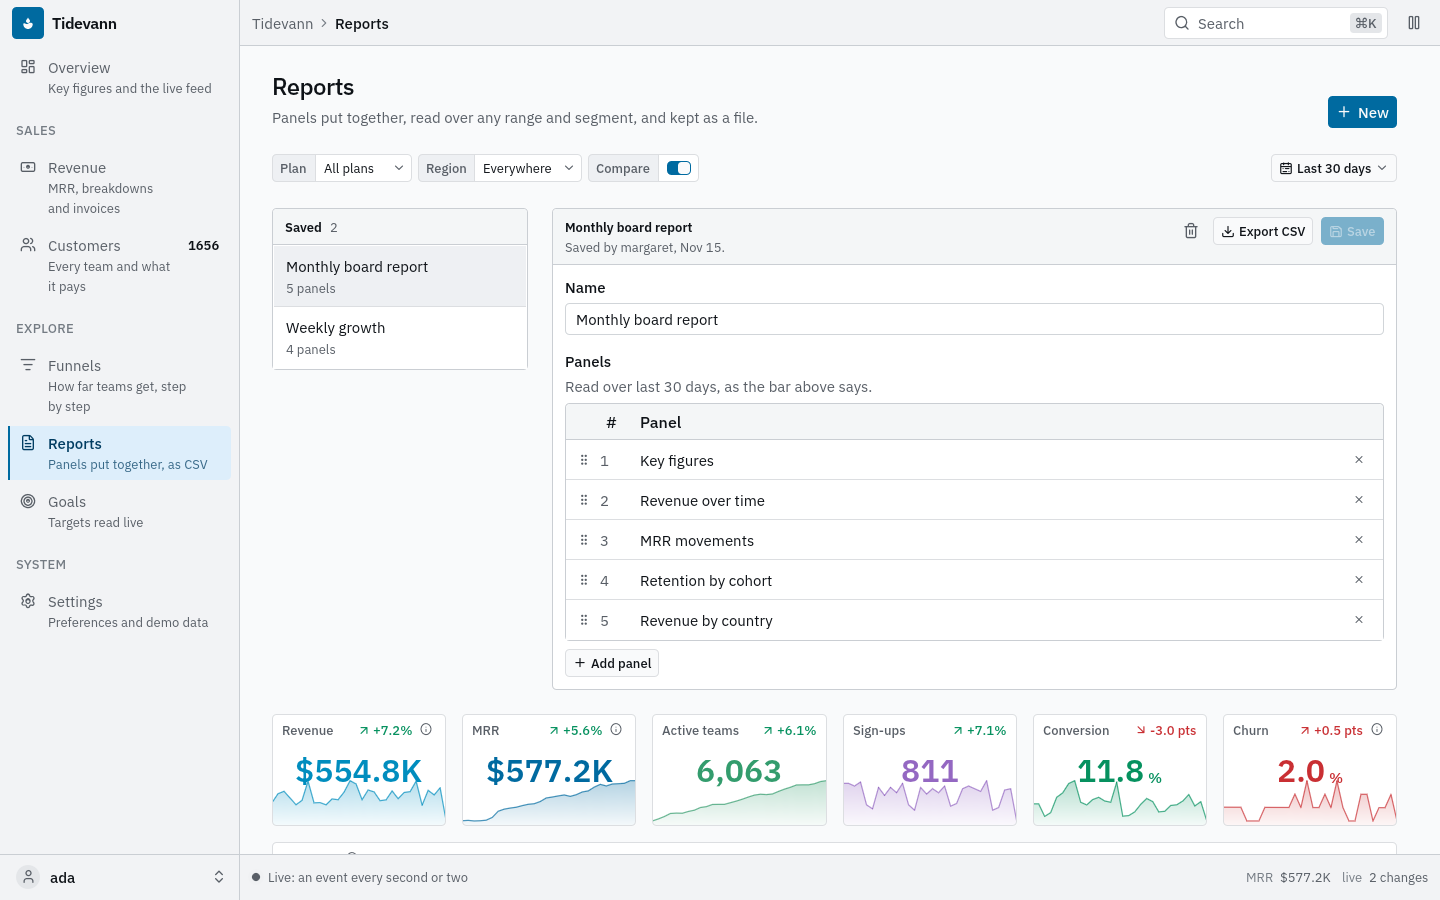 Tidevann
Tidevann > Reports
Search ⌘K
Overview
Key figures and the live feed
SALES
Revenue
MRR, breakdowns
and invoices
Customers 1656
Every team and what
it pays
EXPLORE
Funnels
How far teams get, step
by step
Reports
Panels put together, as CSV
Goals
Targets read live
SYSTEM
Settings
Preferences and demo data
ada
Reports
Panels put together, read over any range and segment, and kept as a file.
New
Plan All plans
Region Everywhere
Compare
Last 30 days
Saved 2
Monthly board report
5 panels
Weekly growth
4 panels
Monthly board report
Saved by margaret, Nov 15.
Export CSV
Save
Name
Monthly board report
Panels
Read over last 30 days, as the bar above says.
# Panel
1 Key figures
2 Revenue over time
3 MRR movements
4 Retention by cohort
5 Revenue by country
Add panel
Revenue +7.2%
$554.8K
MRR +5.6%
$577.2K
Active teams +6.1%
6,063
Sign-ups +7.1%
811
Conversion -3.0 pts
11.8 %
Churn +0.5 pts
2.0 %
Live: an event every second or two
MRR $577.2K live 2 changes